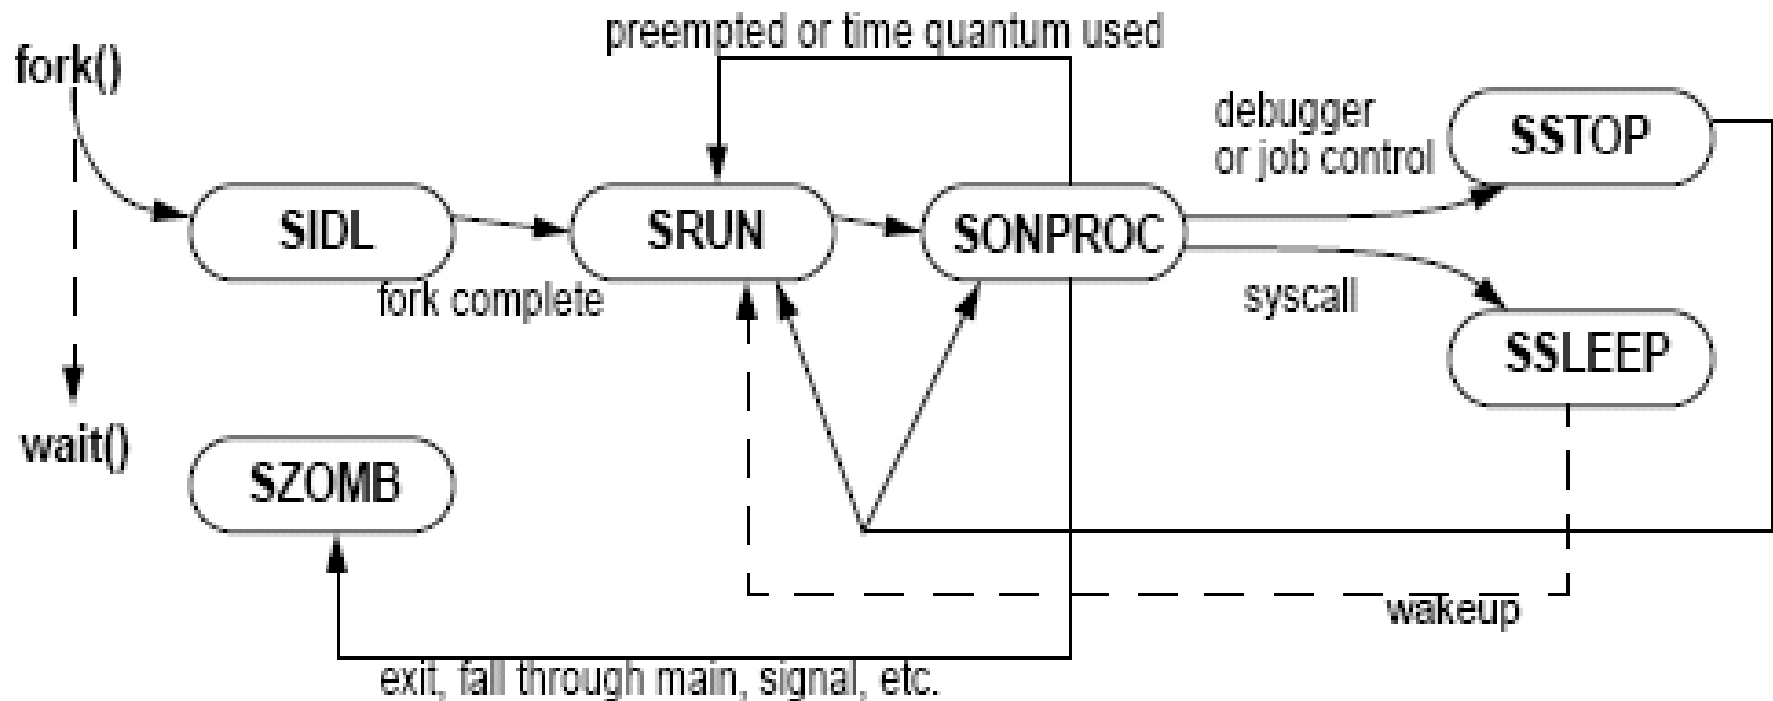 preempted or time quantum used
fork()
debugger
or job control
SSTOP
SIDL
SRUN
SONPROC
fork complete
syscall
SSLEEP
wait()
SZOMB
wakeup
exit, fall through main, signal, etc.